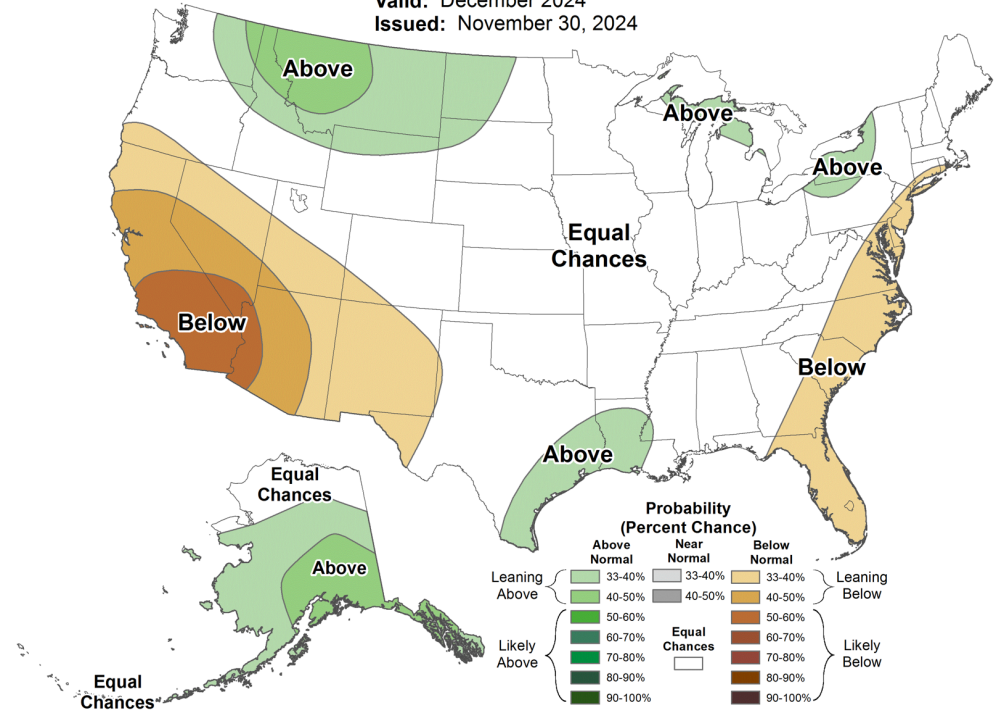 Valid: December 2024
Issued: November 30, 2024
Above
Above
Above
Equal
Chances
Below
Below
Above
Equal
Chances
Above
Equal
Chances
Probability
(Percent Chance)
Above
Normal
Near
Normal
Below
Normal
Leaning
Above
33-40%
33-40%
33-40%
Leaning
Below
40-50%
40-50%
40-50%
50-60%
50-60%
Likely
Above
60-70%
Equal
Chances
60-70%
Likely
Below
70-80%
70-80%
80-90%
80-90%
90-100%
90-100%